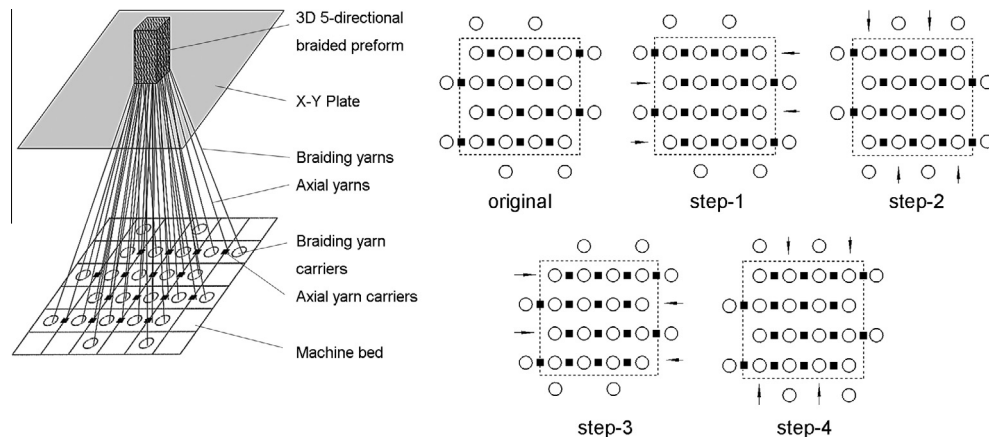 3D 5-directional
braided preform
X-Y Plate
Braiding yarns
Axial yarns
Braiding yarn
carriers
Axial yarn carriers
Machine bed
original
step-1
step-2
step-3
step-4